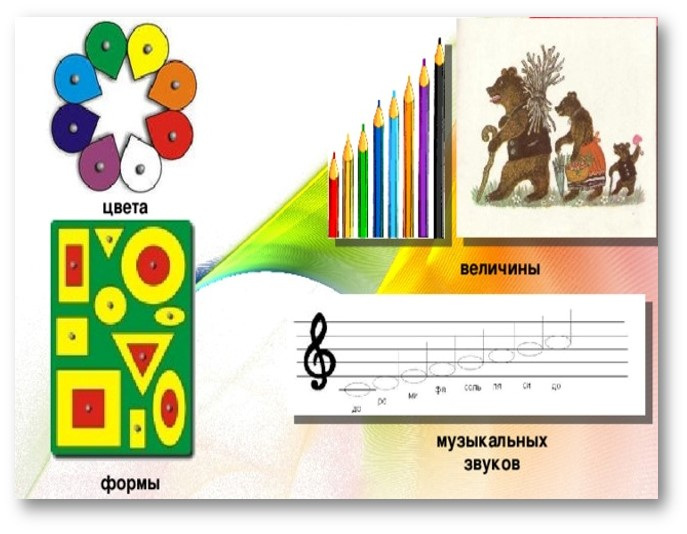 цвета
величины
до ре ми фа соль ля си до
музыкальных
звуков
формы